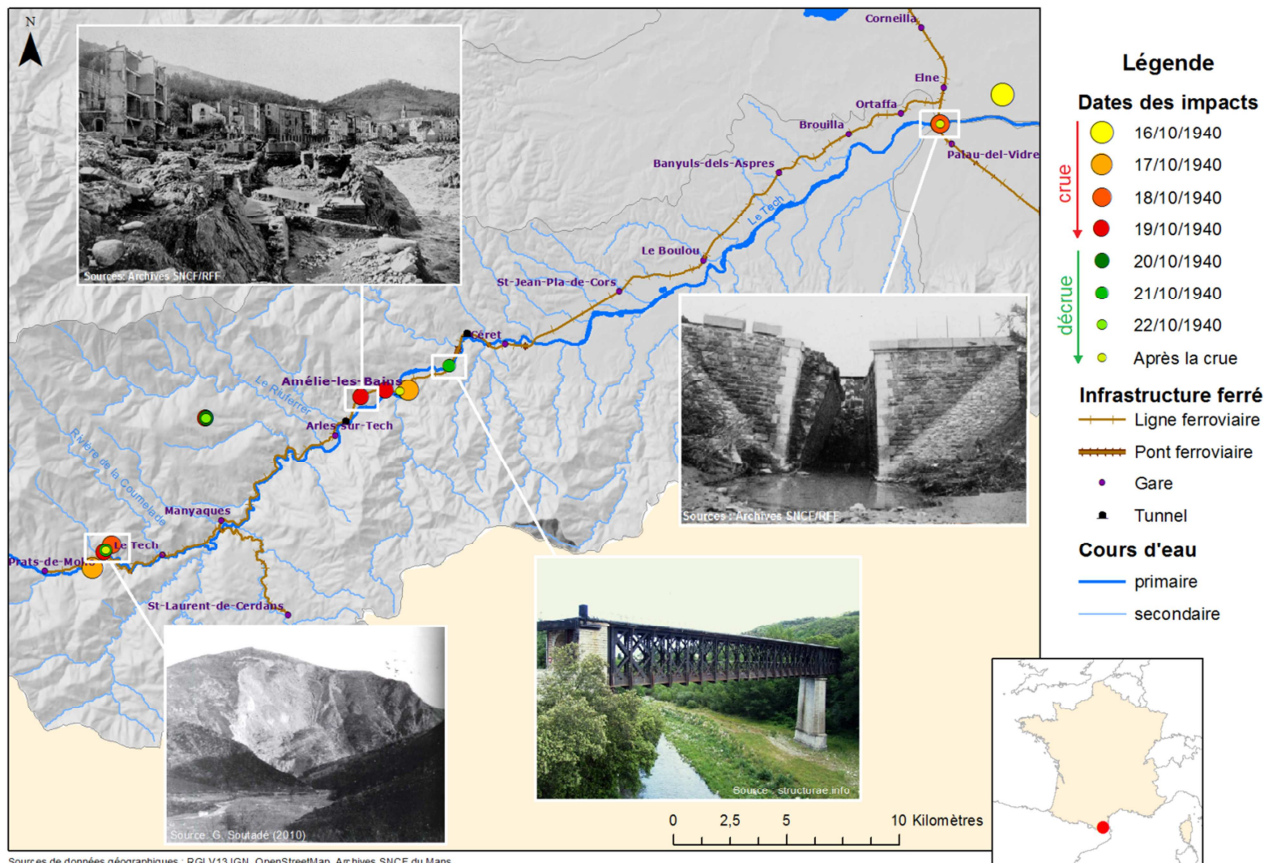 N
Corneilla
Elne
Ortaffa
Brouilla
Palau-del-Vidre
Banyuls-dels-Aspres
Le Tech
Le Boulou
St-Jean-Pla-de-Cors
Céret
Amélie-les-Bains
Le Riuferrer
Arles-sur-Tech
Rivière de la Coumelade
Manyaques
Le Tech
Prats-de-Mollo
St-Laurent-de-Cerdans
Sources: Archives SNCF/RFF
Sources : Archives SNCF/RFF
Source: G. Soutadé (2010)
Source : structurae.info
0 2,5 5 10 Kilomètres
Légende
Dates des impacts
crue
16/10/1940
17/10/1940
18/10/1940
19/10/1940
décrue
20/10/1940
21/10/1940
22/10/1940
Après la crue
Infrastructure ferré
Ligne ferroviaire
Pont ferroviaire
Gare
Tunnel
Cours d'eau
primaire
secondaire
Sources de données géographiques : RGI V13 IGN, OpenStreetMap, Archives SNCF du Mans